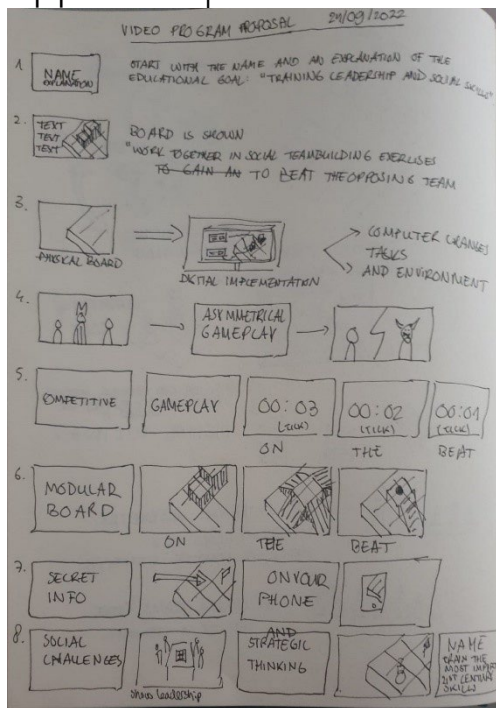 VIDEO PROGRAM PROPOSAL 29/09/2022
1. NAME
EXPLANATION
START WITH THE NAME AND AN EXPLANATION OF THE
EDUCATIONAL GOAL: "TRAINING LEADERSHIP AND SOCIAL SKILLS"
2. TEXT
TEXT
TEXT
BOARD IS SHOWN
"WORK TOGETHER IN SOCIAL TEAMBUILDING EXERCISES
TO GAIN AN TO BEAT THE OPPOSING TEAM
3.
PHYSICAL BOARD
DIGITAL IMPLEMENTATION
COMPUTER CHANGES
TASKS
AND ENVIRONMENT
4.
ASYMMETRICAL
GAMEPLAY
5.
COMPETITIVE
GAMEPLAY
00:03
(TICK)
00:02
(TICK)
00:01
(TICK)
ON THE BEAT
6.
MODULAR
BOARD
ON THE BEAT
7.
SECRET
INFO
ON YOUR
PHONE
AND
8.
SOCIAL
CHALLENGES
show leadership
STRATEGIC
THINKING
NAME
TRAIN THE
MOST IMPORT
21ST CENTURY
SKILLS